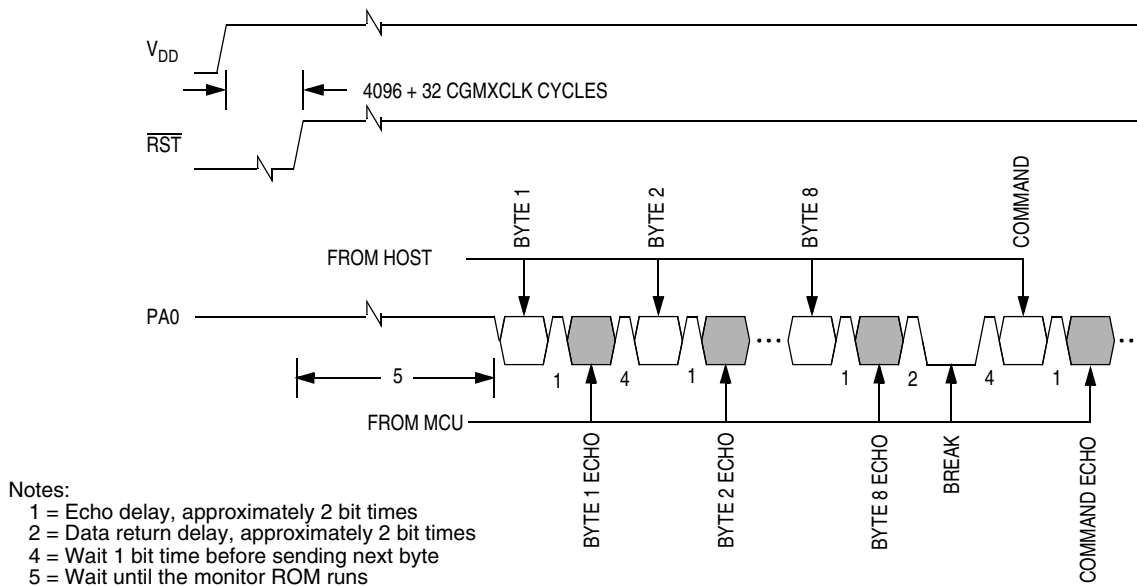 VDD
4096 + 32 CGMXCLK CYCLES
RST
BYTE 1
BYTE 2
BYTE 8
COMMAND
FROM HOST
PA0
5
1
4
1
1
2
4
1
FROM MCU
BYTE 1 ECHO
BYTE 2 ECHO
BYTE 8 ECHO
BREAK
COMMAND ECHO
Notes:
1 = Echo delay, approximately 2 bit times
2 = Data return delay, approximately 2 bit times
4 = Wait 1 bit time before sending next byte
5 = Wait until the monitor ROM runs